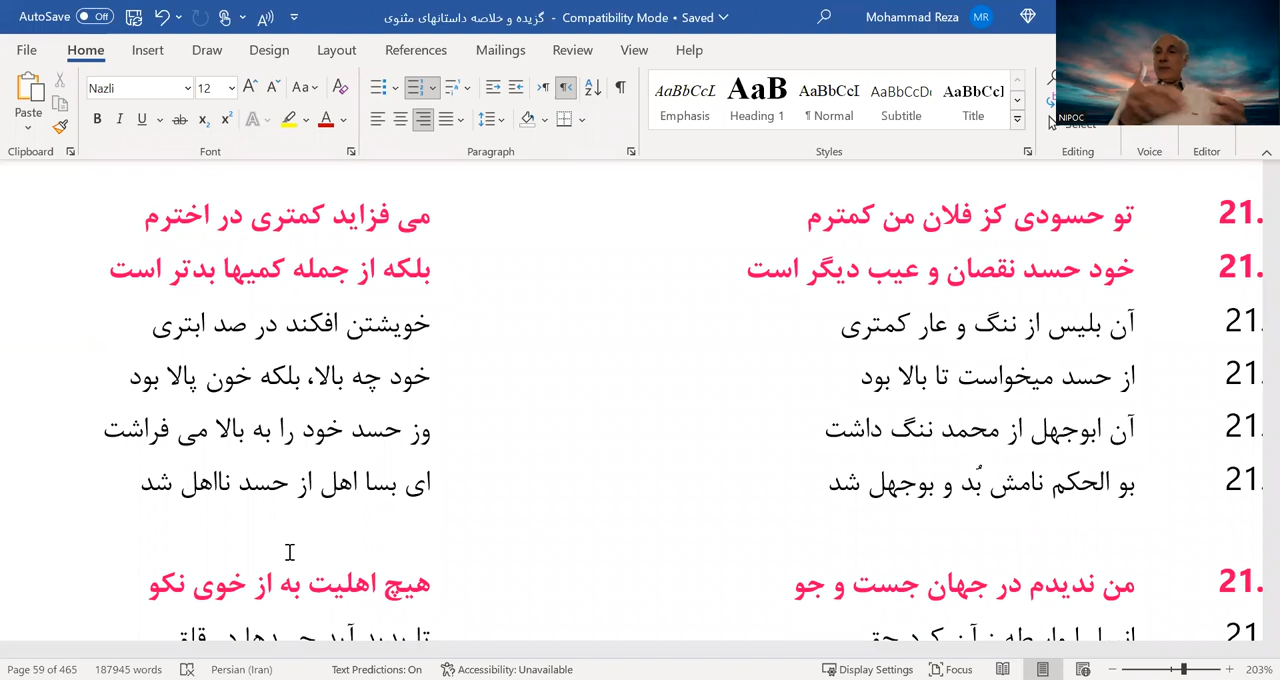 AutoSave Off گزیده و خلاصه داستانهای مثنوی - Compatibility Mode • Saved Mohammad Reza MR
File Home Insert Draw Design Layout References Mailings Review View Help
Paste
Nazli 12
Aa
AaBbCcL AaB AaBbCcI AaBbCcD AaBbCc]
Emphasis Heading 1 ¶ Normal Subtitle Title
Select
NIPOC
Clipboard Font Paragraph Styles Editing Voice Editor
21. تو حسودی کز فلان من کمترم می فزاید کمتری در اخترم
21. خود حسد نقصان و عیب دیگر است بلکه از جمله کمیها بدتر است
21. آن بلیس از ننگ و عار کمتری خویشتن افکند در صد ابتری
21. از حسد میخواست تا بالا بود خود چه بالا، بلکه خون پالا بود
21. آن ابوجهل از محمد ننگ داشت وز حسد خود را به بالا می فراشت
21. بو الحکم نامش بُد و بوجهل شد ای بسا اهل از حسد نااهل شد
21. من ندیدم در جهان جست و جو هیچ اهلیت به از خوی نکو
Page 59 of 465 187945 words Persian (Iran) Text Predictions: On Accessibility: Unavailable Display Settings Focus 203%